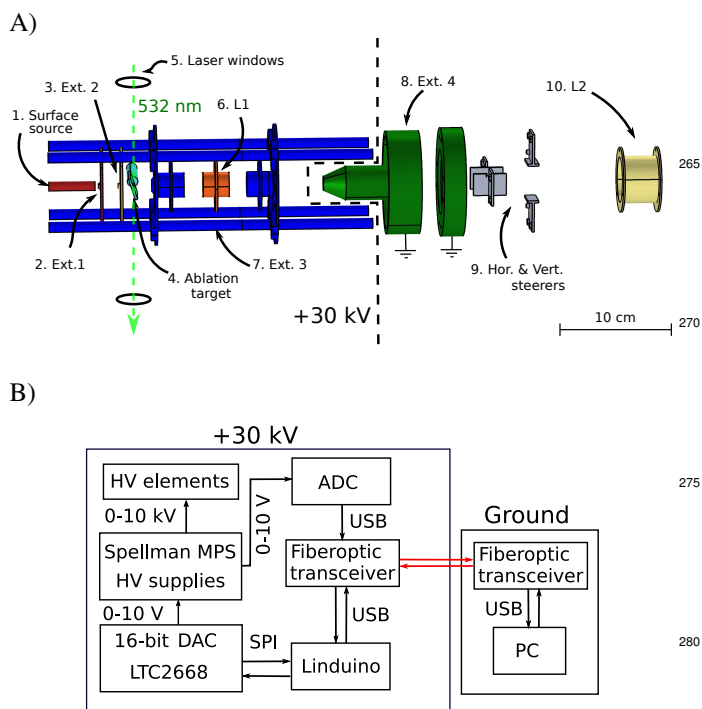 A)
5. Laser windows
3. Ext. 2
532 nm
6. L1
8. Ext. 4
10. L2
1. Surface
source
265
2. Ext.1
4. Ablation
target
7. Ext. 3
9. Hor. & Vert.
steerers
+30 kV
10 cm
270
B)
+30 kV
275
HV elements
ADC
0-10 kV
0-10 V
USB
Ground
Spellman MPS
HV supplies
Fiberoptic
transceiver
Fiberoptic
transceiver
0-10 V
USB
USB
16-bit DAC
LTC2668
SPI
Linduino
PC
280